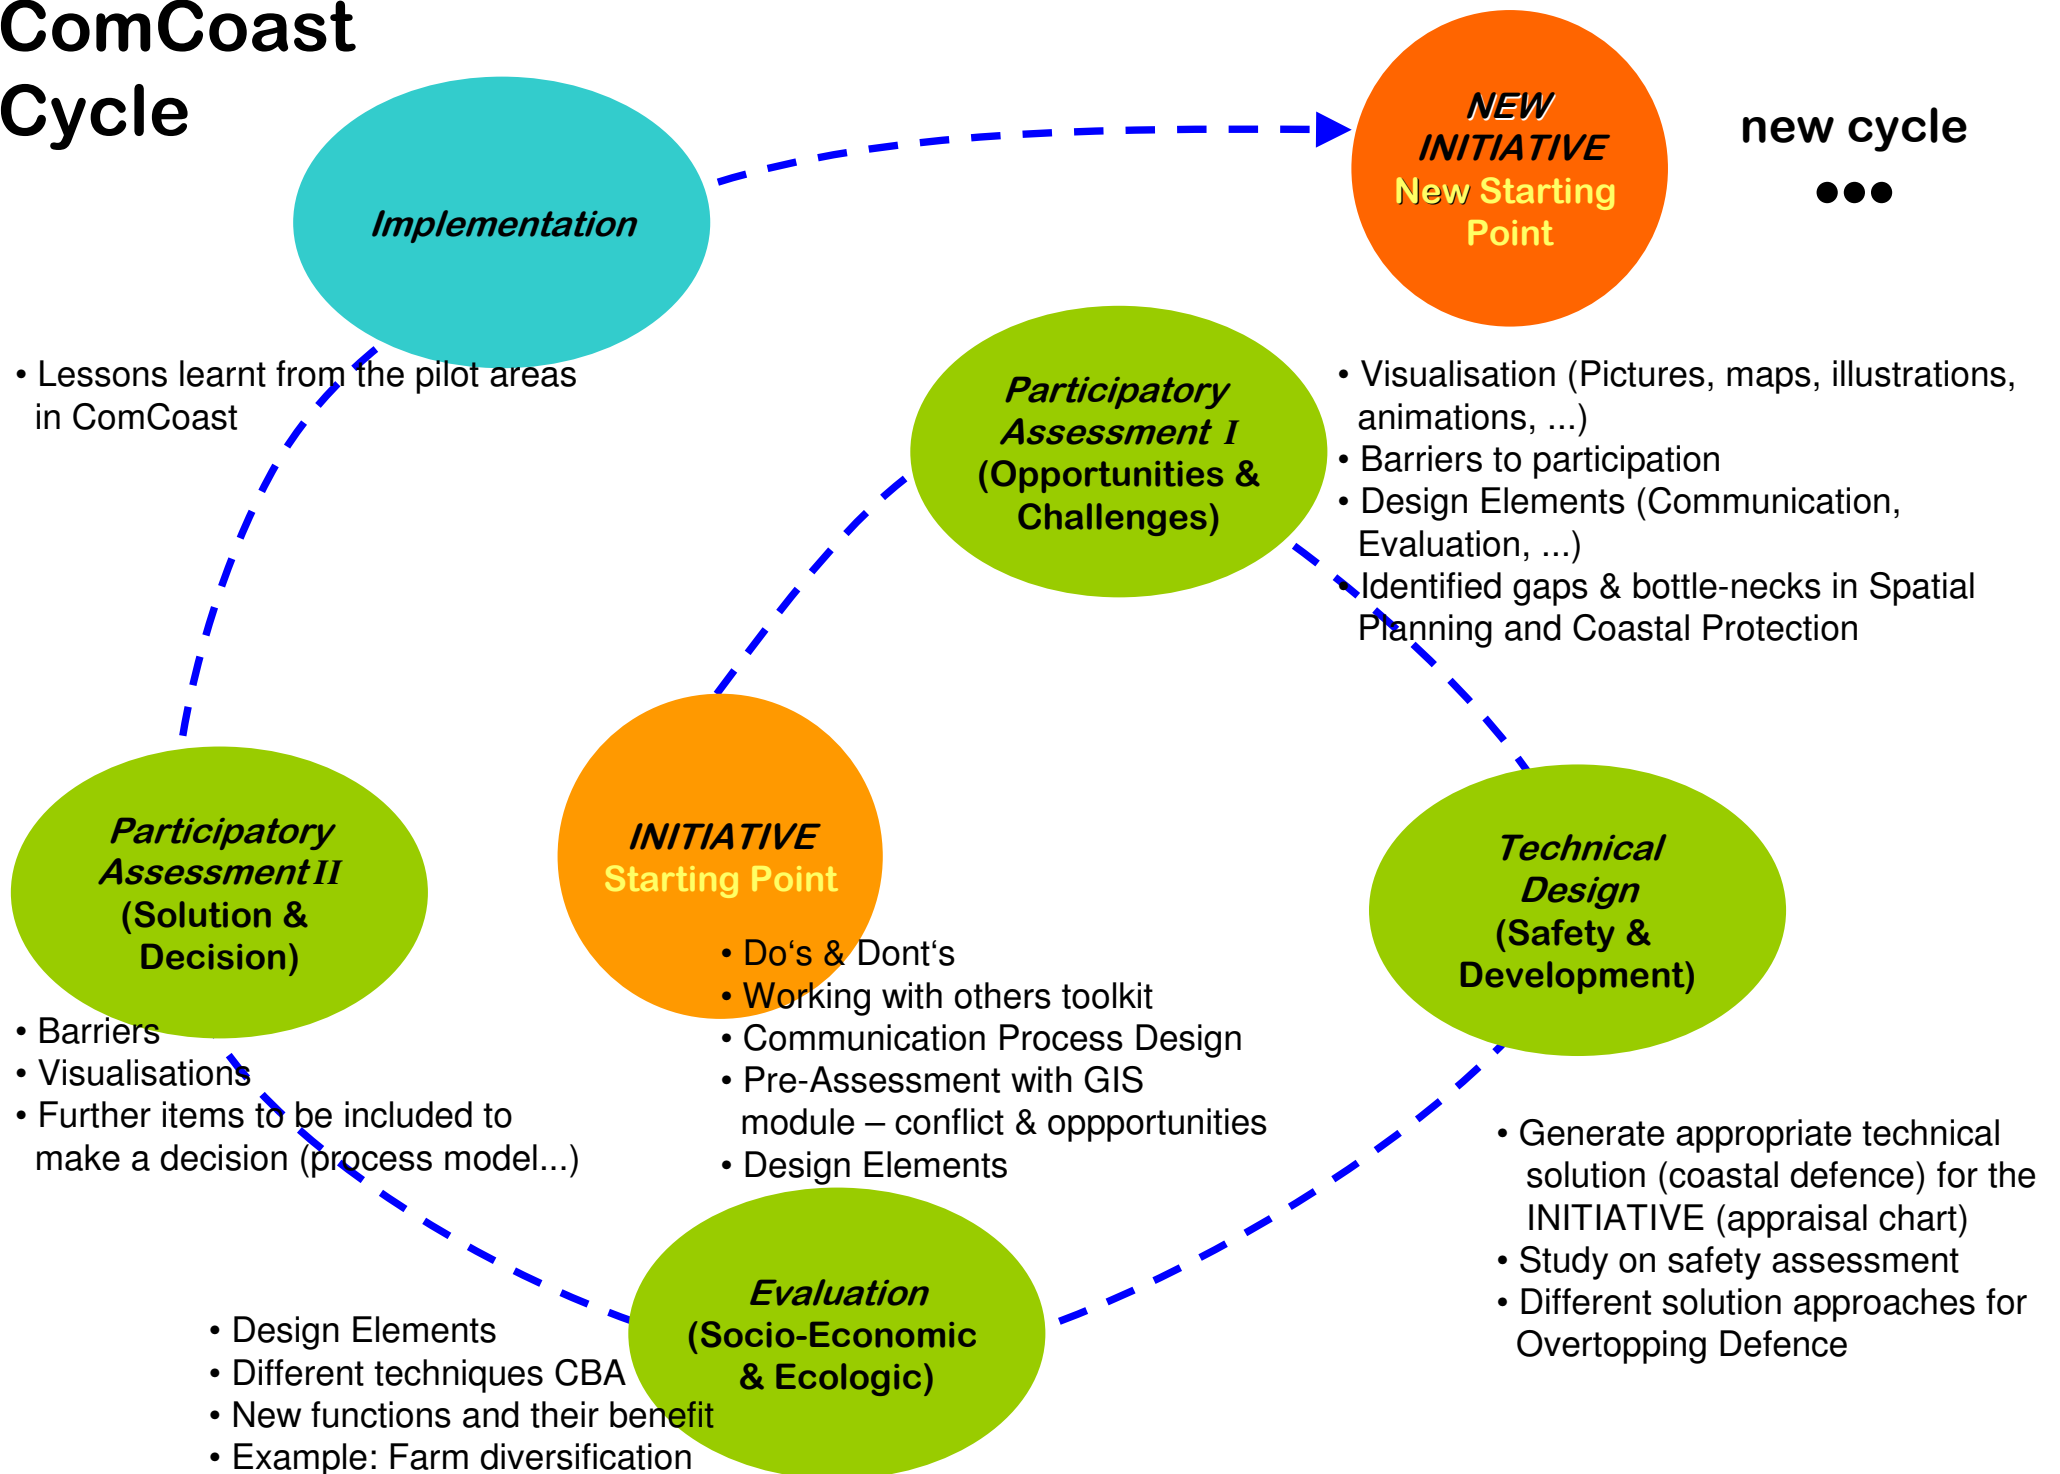 ComCoast
Cycle
Implementation
NEW
INITIATIVE
New Starting
Point
new cycle
•••
• Lessons learnt from the pilot areas
in ComCoast
Participatory
Assessment I
(Opportunities &
Challenges)
• Visualisation (Pictures, maps, illustrations,
animations, ...)
• Barriers to participation
• Design Elements (Communication,
Evaluation, ...)
• Identified gaps & bottle-necks in Spatial
Planning and Coastal Protection
Participatory
Assessment II
(Solution &
Decision)
INITIATIVE
Starting Point
Technical
Design
(Safety &
Development)
• Do‘s & Dont‘s
• Working with others toolkit
• Communication Process Design
• Pre-Assessment with GIS
module – conflict & oppportunities
• Design Elements
• Barriers
• Visualisations
• Further items to be included to
make a decision (process model...)
• Generate appropriate technical
solution (coastal defence) for the
INITIATIVE (appraisal chart)
• Study on safety assessment
• Different solution approaches for
Overtopping Defence
Evaluation
(Socio-Economic
& Ecologic)
• Design Elements
• Different techniques CBA
• New functions and their benefit
• Example: Farm diversification